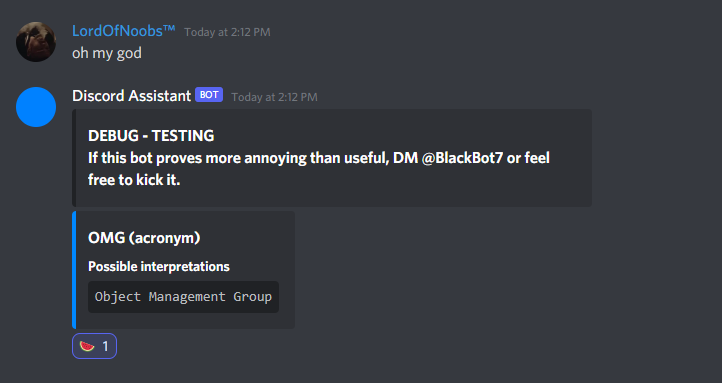 LordOfNoobs™ Today at 2:12 PM
oh my god
Discord Assistant BOT Today at 2:12 PM
DEBUG - TESTING
If this bot proves more annoying than useful, DM @BlackBot7 or feel
free to kick it.
OMG (acronym)
Possible interpretations
Object Management Group
🍉 1